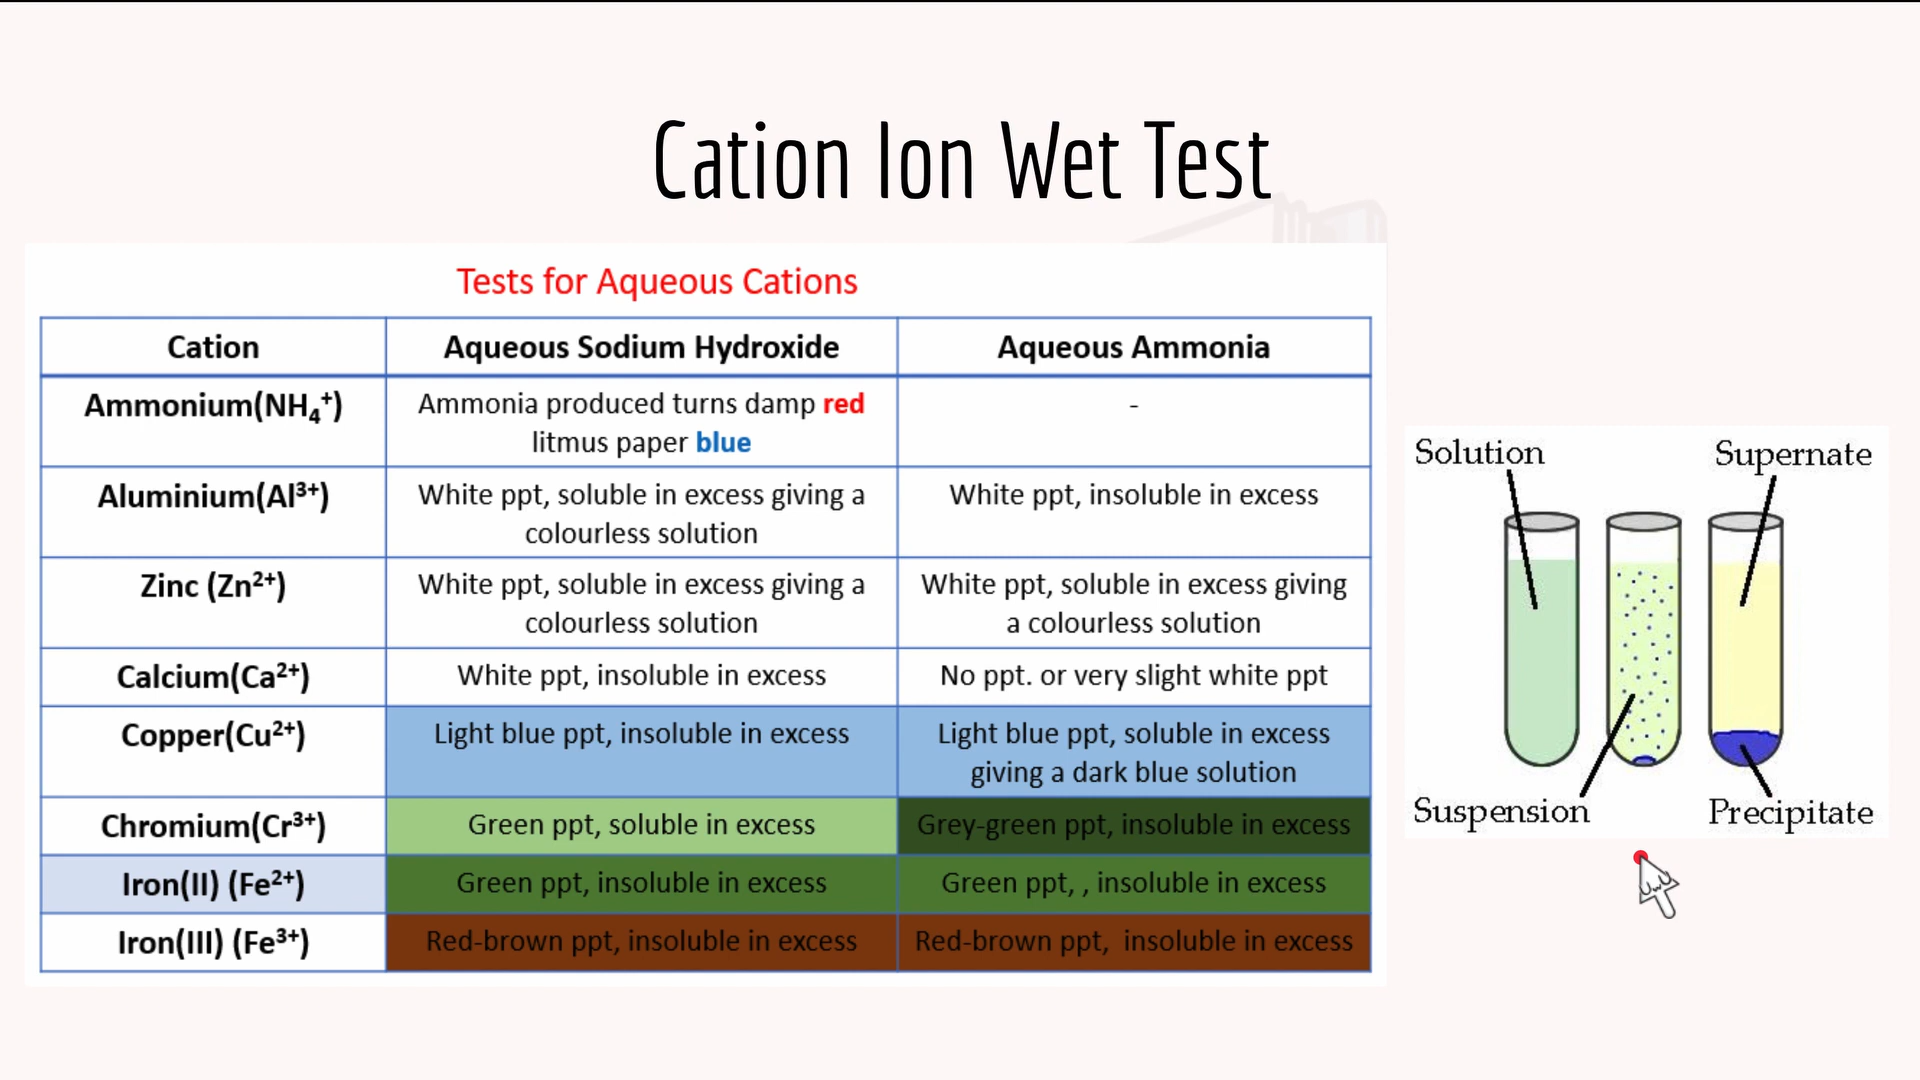 Cation Ion Wet Test
Tests for Aqueous Cations
Cation
Aqueous Sodium Hydroxide
Aqueous Ammonia
Ammonium(NH₄⁺)
Ammonia produced turns damp red
litmus paper blue
-
Aluminium(Al³⁺)
White ppt, soluble in excess giving a
colourless solution
White ppt, insoluble in excess
Zinc (Zn²⁺)
White ppt, soluble in excess giving a
colourless solution
White ppt, soluble in excess giving
a colourless solution
Calcium(Ca²⁺)
White ppt, insoluble in excess
No ppt. or very slight white ppt
Copper(Cu²⁺)
Light blue ppt, insoluble in excess
Light blue ppt, soluble in excess
giving a dark blue solution
Chromium(Cr³⁺)
Green ppt, soluble in excess
Grey-green ppt, insoluble in excess
Iron(II) (Fe²⁺)
Green ppt, insoluble in excess
Green ppt, , insoluble in excess
Iron(III) (Fe³⁺)
Red-brown ppt, insoluble in excess
Red-brown ppt, insoluble in excess
Solution
Supernate
Suspension
Precipitate